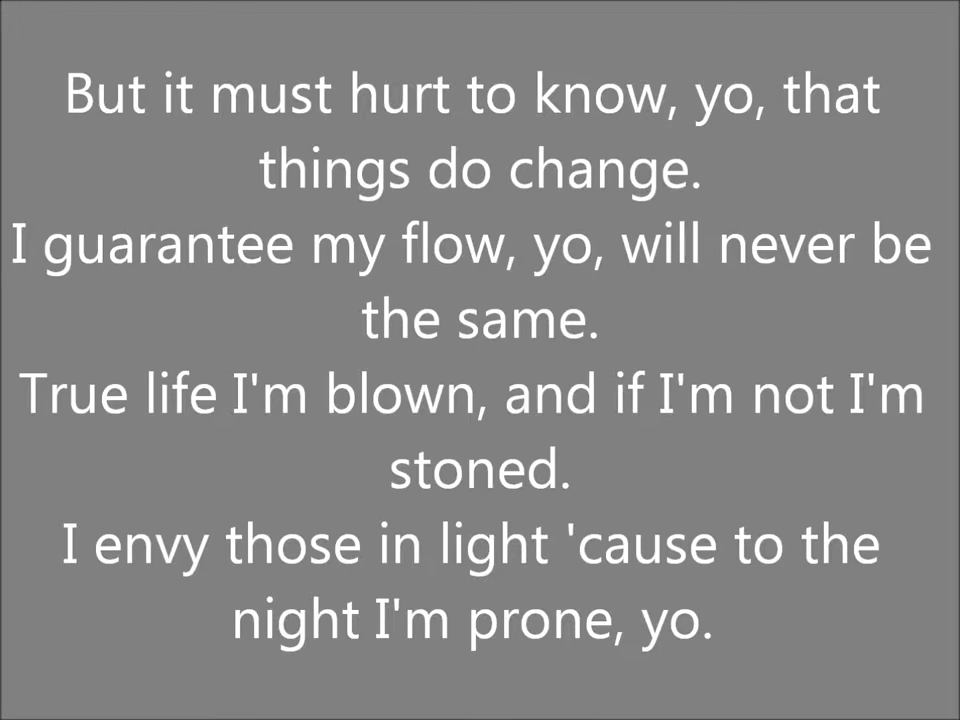 But it must hurt to know, yo, that
things do change.
I guarantee my flow, yo, will never be
the same.
True life I'm blown, and if I'm not I'm
stoned.
I envy those in light 'cause to the
night I'm prone, yo.